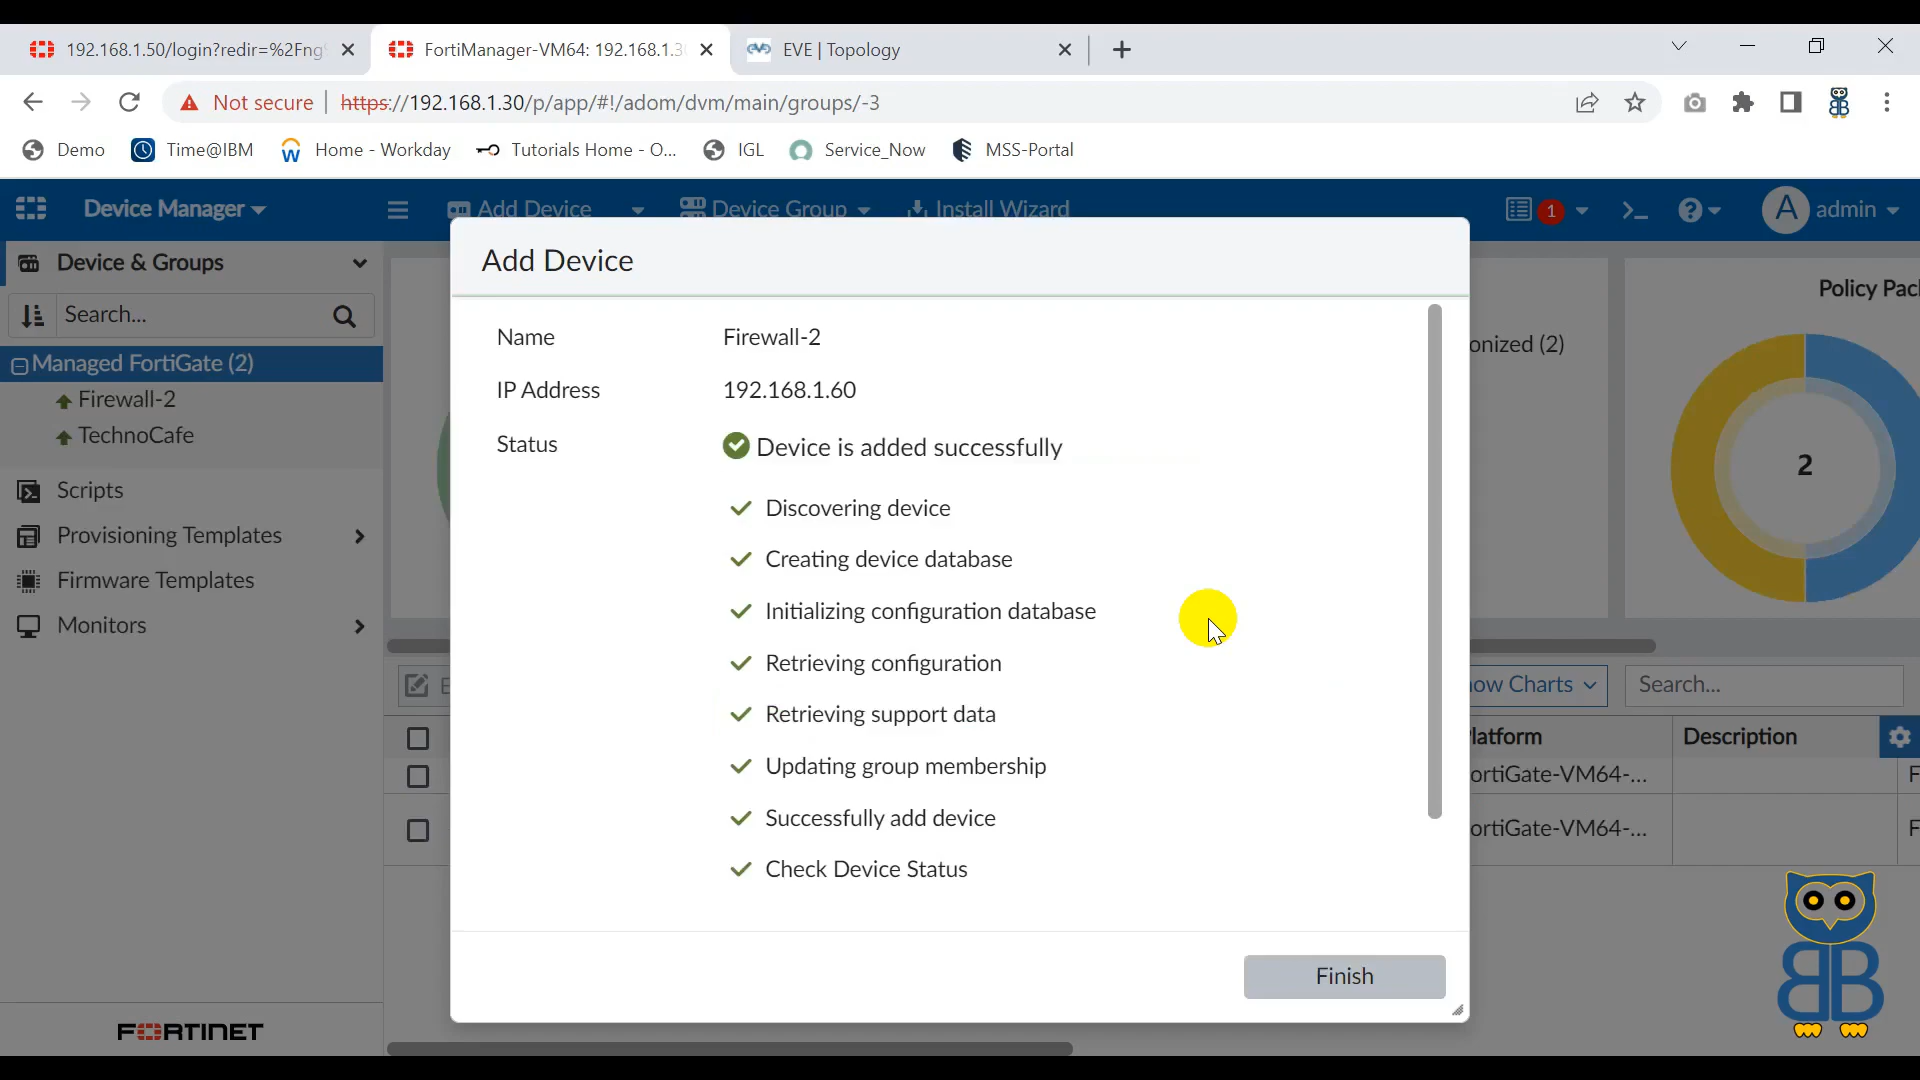 192.168.1.50/login?redir=%2Fng
FortiManager-VM64: 192.168.1.3
EVE | Topology
Not secure
https://192.168.1.30/p/app/#!/adom/dvm/main/groups/-3
Demo
Time@IBM
Home - Workday
Tutorials Home - O...
IGL
Service_Now
MSS-Portal
Device Manager
Add Device
Device Group
Install Wizard
1
A
admin
Device & Groups
Search...
Managed FortiGate (2)
Firewall-2
TechnoCafe
Scripts
Provisioning Templates
Firmware Templates
Monitors
FORTINET
Add Device
Name Firewall-2
IP Address 192.168.1.60
Status Device is added successfully
Discovering device
Creating device database
Initializing configuration database
Retrieving configuration
Retrieving support data
Updating group membership
Successfully add device
Check Device Status
Finish
Policy Pac
onized (2)
2
ow Charts
Search...
latform
Description
ortiGate-VM64-...
ortiGate-VM64-...